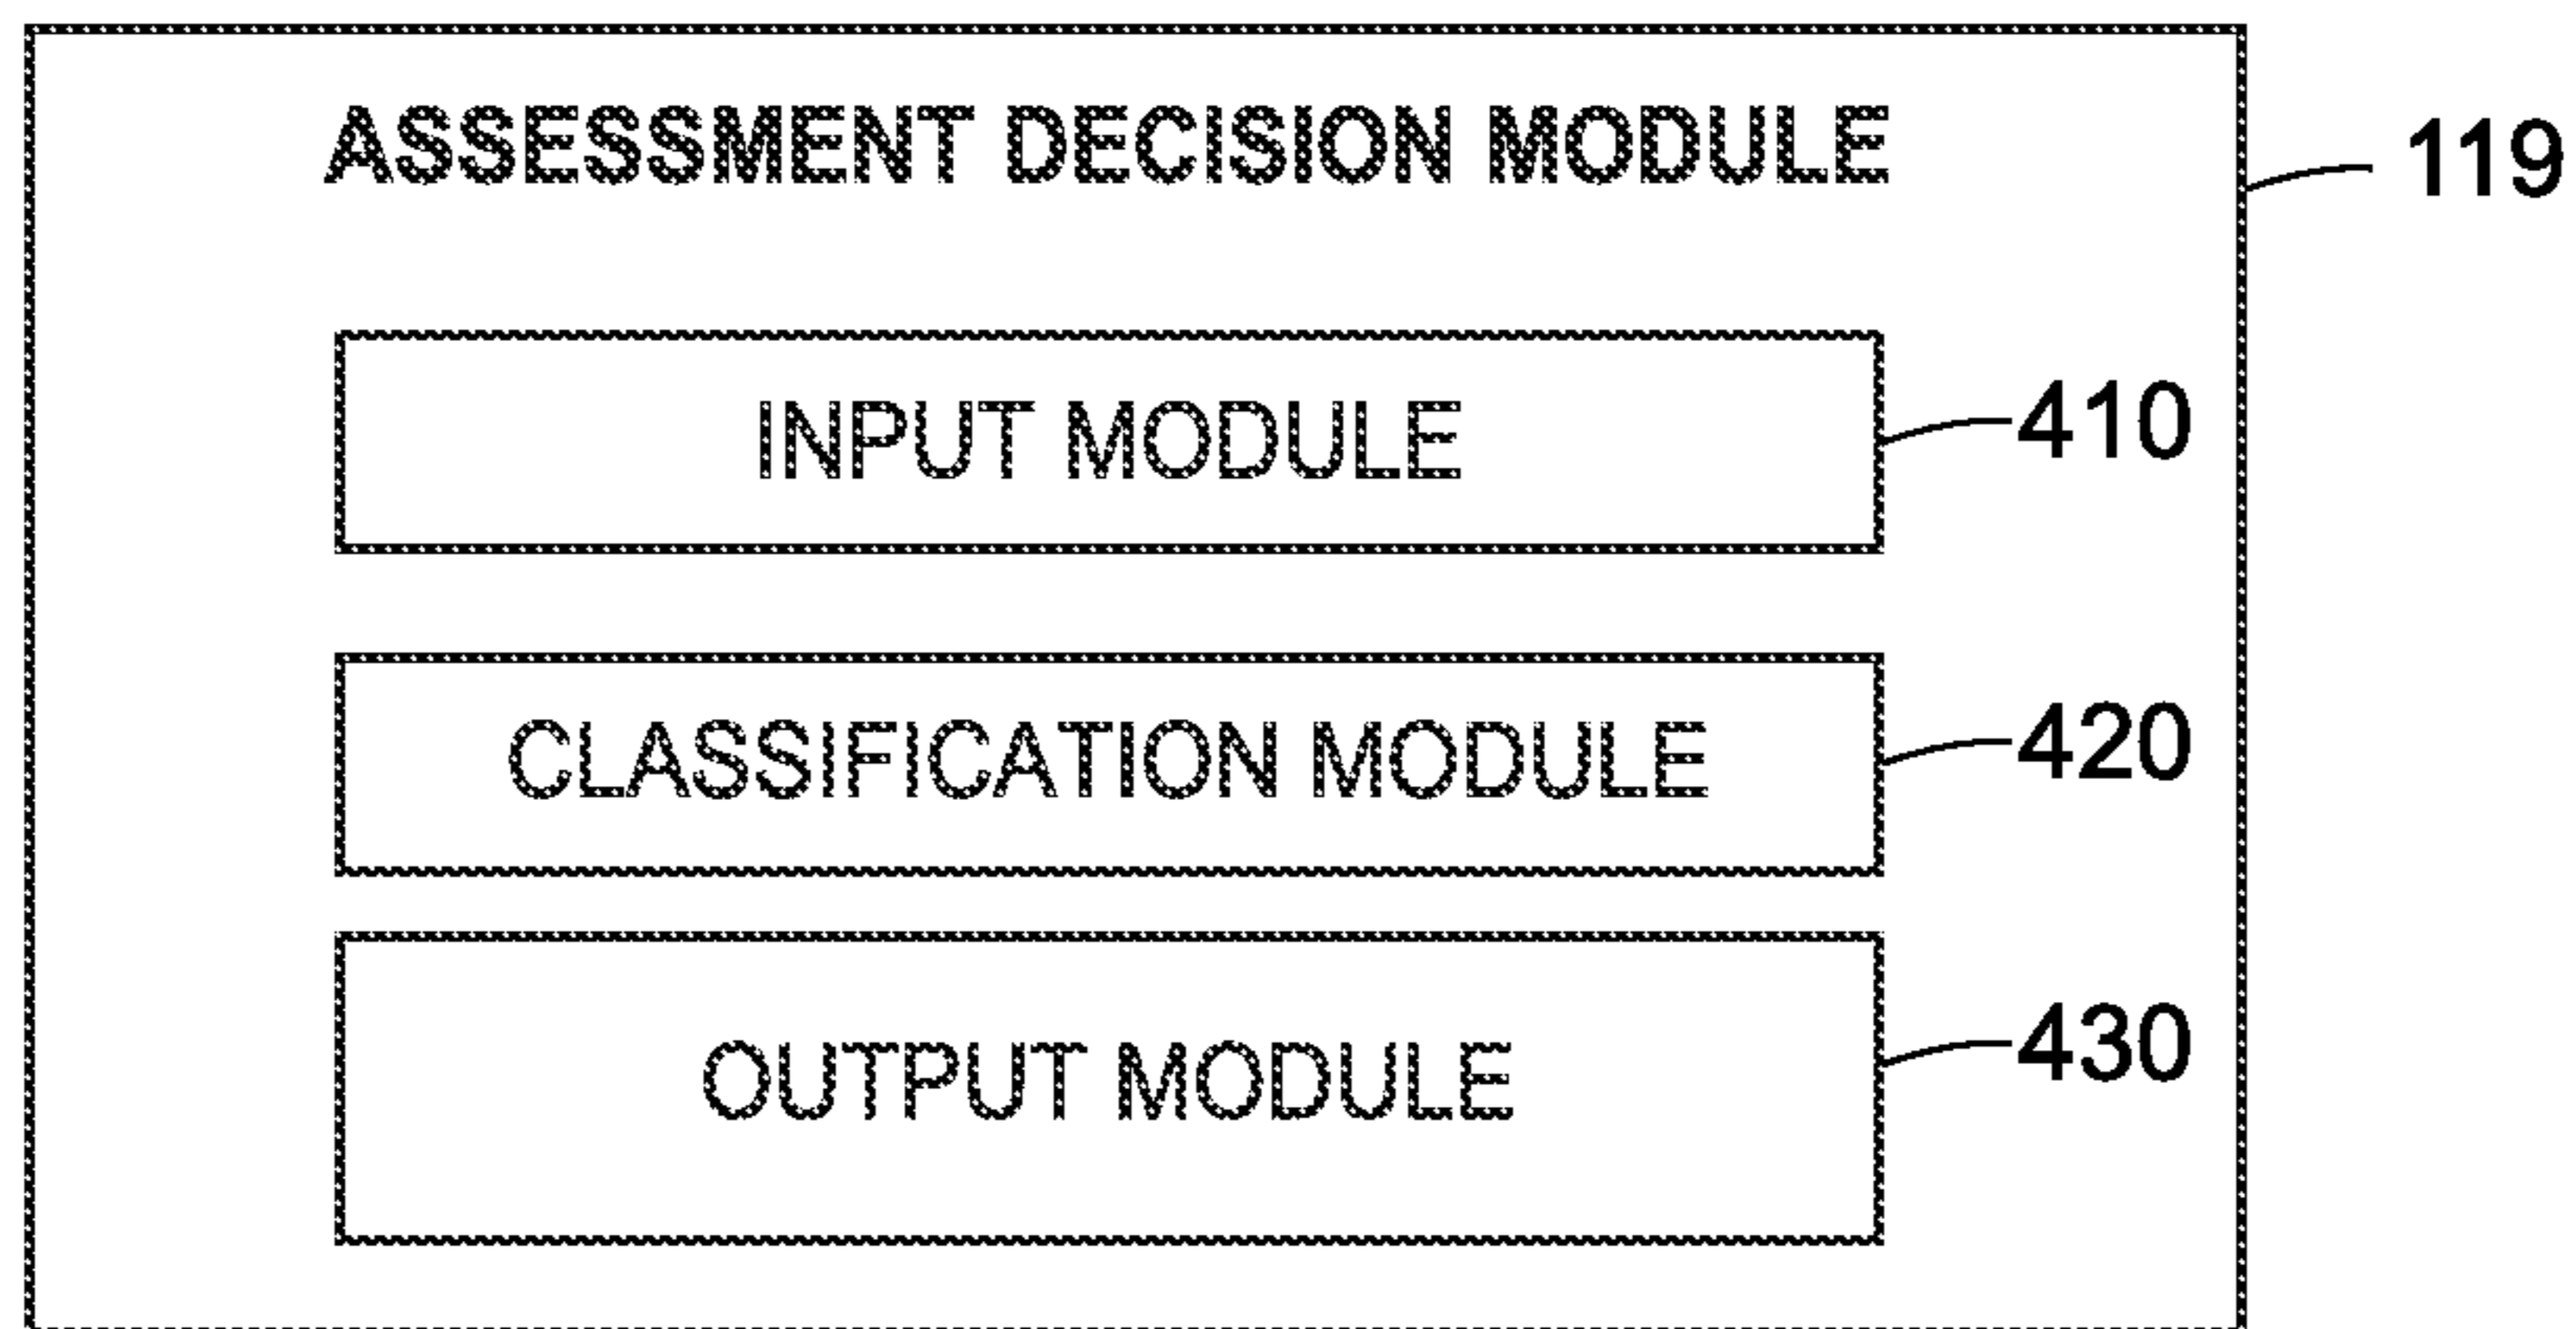 ASSESSMENT DECISION MODULE
119
INPUT MODULE
410
CLASSIFICATION MODULE
420
OUTPUT MODULE
430